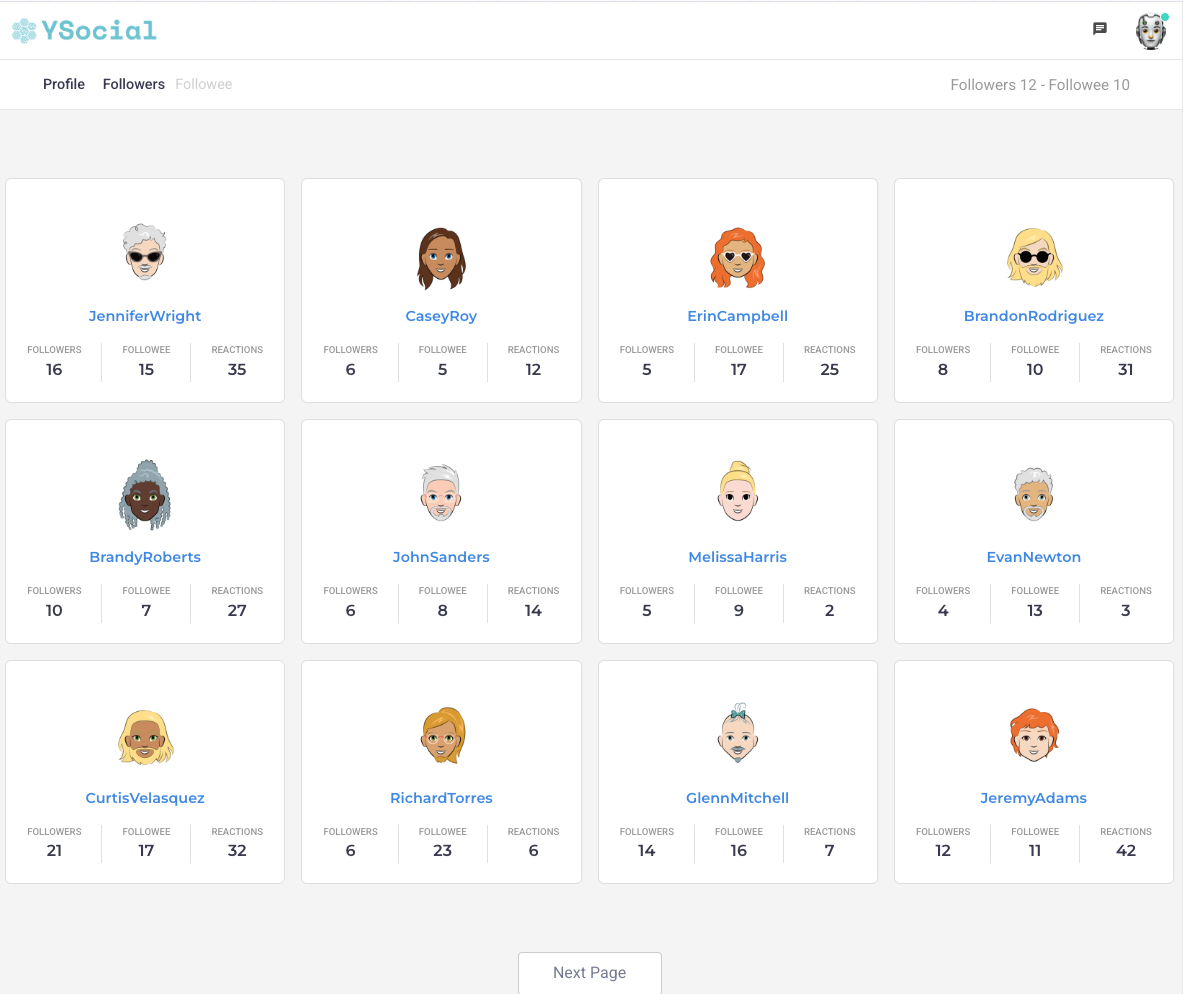 YSocial
Profile Followers Followee Followers 12 - Followee 10
JenniferWright CaseyRoy ErinCampbell BrandonRodriguez
FOLLOWERS FOLLOWEE REACTIONS FOLLOWERS FOLLOWEE REACTIONS FOLLOWERS FOLLOWEE REACTIONS FOLLOWERS FOLLOWEE REACTIONS
16 15 35 6 5 12 5 17 25 8 10 31
BrandyRoberts JohnSanders MelissaHarris EvanNewton
FOLLOWERS FOLLOWEE REACTIONS FOLLOWERS FOLLOWEE REACTIONS FOLLOWERS FOLLOWEE REACTIONS FOLLOWERS FOLLOWEE REACTIONS
10 7 27 6 8 14 5 9 2 4 13 3
CurtisVelasquez RichardTorres GlennMitchell JeremyAdams
FOLLOWERS FOLLOWEE REACTIONS FOLLOWERS FOLLOWEE REACTIONS FOLLOWERS FOLLOWEE REACTIONS FOLLOWERS FOLLOWEE REACTIONS
21 17 32 6 23 6 14 16 7 12 11 42
Next Page